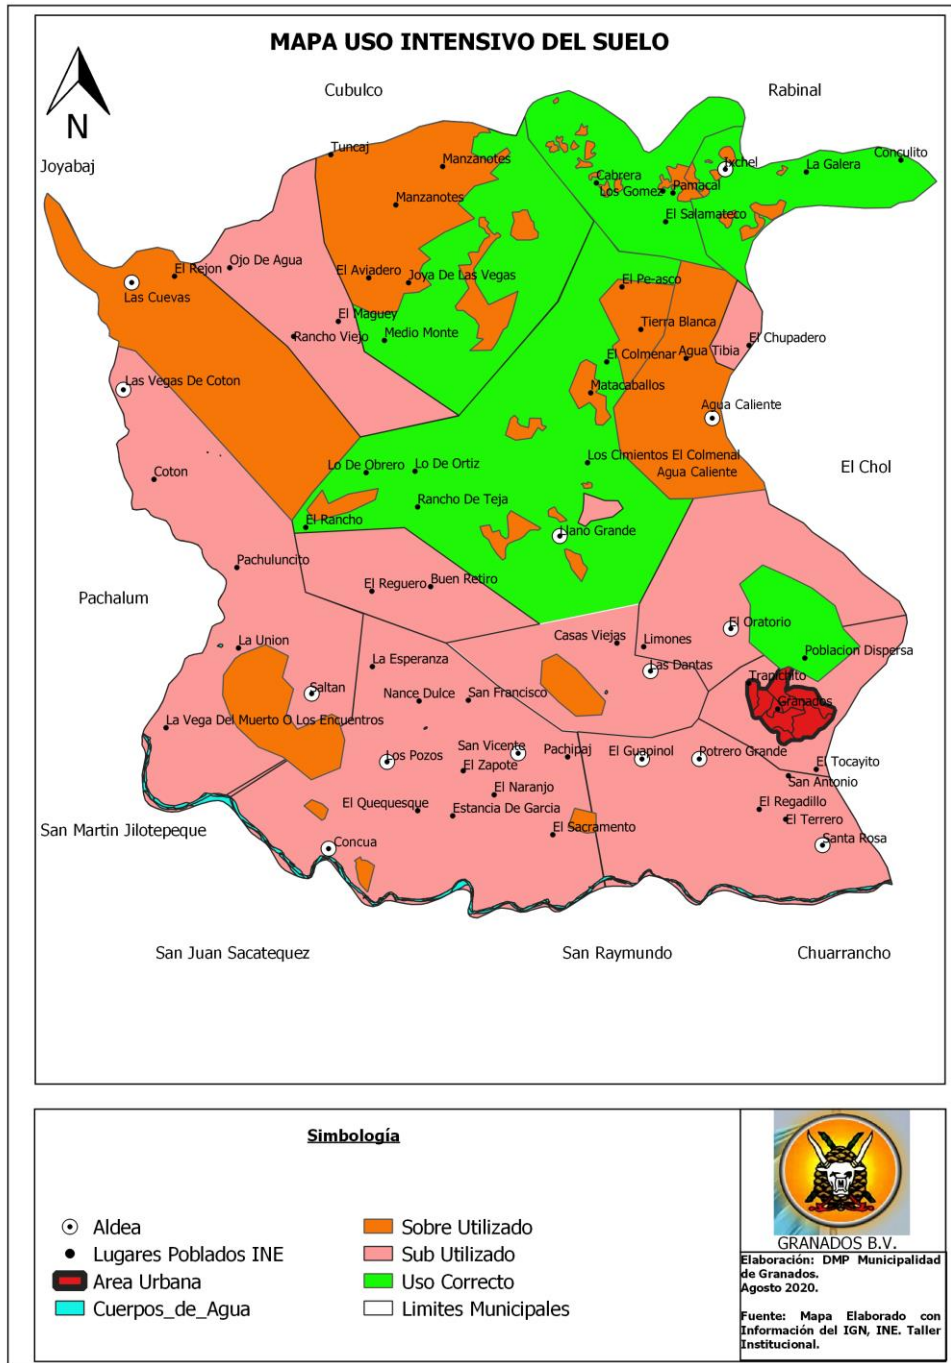 MAPA USO INTENSIVO DEL SUELO
N
Cubulco
Rabinal
Joyabaj
Tuncaj
Manzanotes
Manzanotes
Ixchel
La Galera
Conculito
Cabrera
Los Gomez
Pamacal
El Salamateco
El Rejon
Ojo De Agua
Las Cuevas
El Aviadero
Joya De Las Vegas
El Pe-asco
El Maguey
Rancho Viejo
Medio Monte
Tierra Blanca
El Chupadero
El Colmenar
Agua Tibia
Las Vegas De Coton
Matacaballos
Agua Caliente
Coton
Lo De Obrero
Lo De Ortiz
Los Cimientos El Colmenal
Agua Caliente
El Chol
Rancho De Teja
El Rancho
Llano Grande
Pachuluncito
Pachalum
El Reguero
Buen Retiro
El Oratorio
La Union
Casas Viejas
Limones
Poblacion Dispersa
La Esperanza
Las Dantas
Trapichito
Saltan
Nance Dulce
San Francisco
Granados
La Vega Del Muerto O Los Encuentros
Los Pozos
San Vicente
Pachipaj
El Guapinol
Potrero Grande
El Zapote
El Tocayito
San Antonio
El Naranjo
El Quequesque
Estancia De Garcia
El Regadillo
El Terrero
San Martin Jilotepeque
El Sacramento
Concua
Santa Rosa
San Juan Sacatequez
San Raymundo
Chuarrancho
Simbología
Aldea
Lugares Poblados INE
Area Urbana
Cuerpos_de_Agua
Sobre Utilizado
Sub Utilizado
Uso Correcto
Limites Municipales
GRANADOS B.V.
Elaboración: DMP Municipalidad
de Granados.
Agosto 2020.
Fuente: Mapa Elaborado con
Información del IGN, INE. Taller
Institucional.